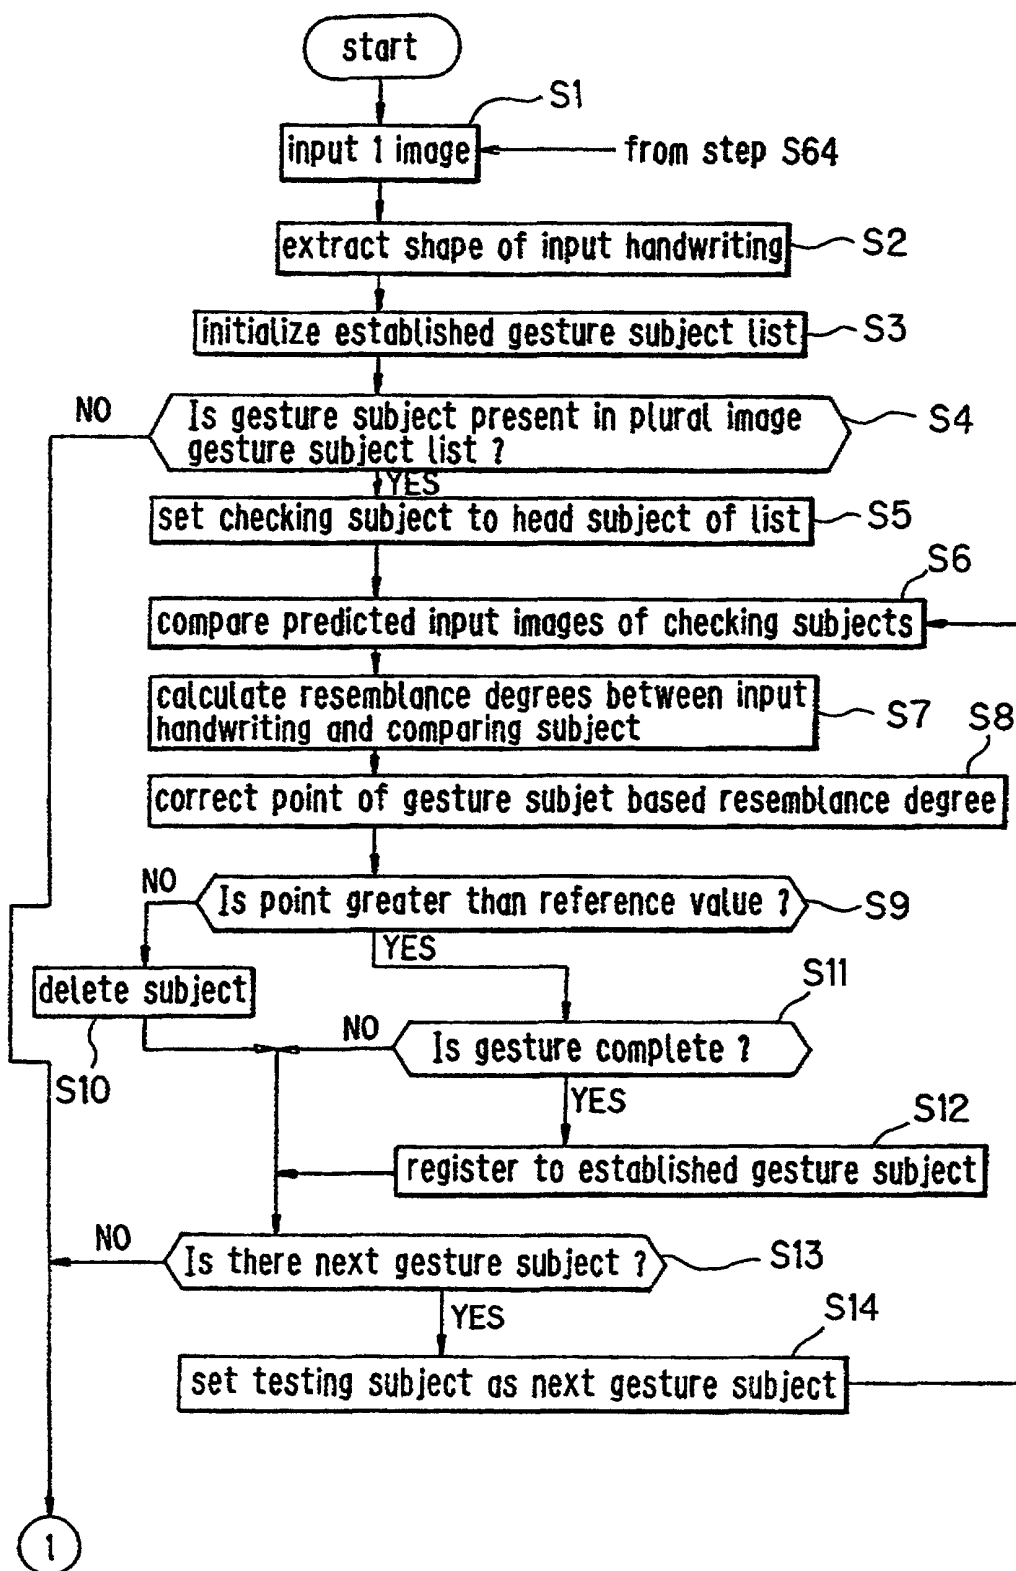 start
S1
input 1 image
from step S64
extract shape of input handwriting
S2
initialize established gesture subject list
S3
NO
Is gesture subject present in plural image
gesture subject list ?
S4
YES
set checking subject to head subject of list
S5
S6
compare predicted input images of checking subjects
calculate resemblance degrees between input
handwriting and comparing subject
S7
S8
correct point of gesture subjet based resemblance degree
NO
Is point greater than reference value ?
S9
YES
delete subject
S10
S11
NO
Is gesture complete ?
YES
S12
register to established gesture subject
NO
Is there next gesture subject ?
S13
YES
S14
set testing subject as next gesture subject
1